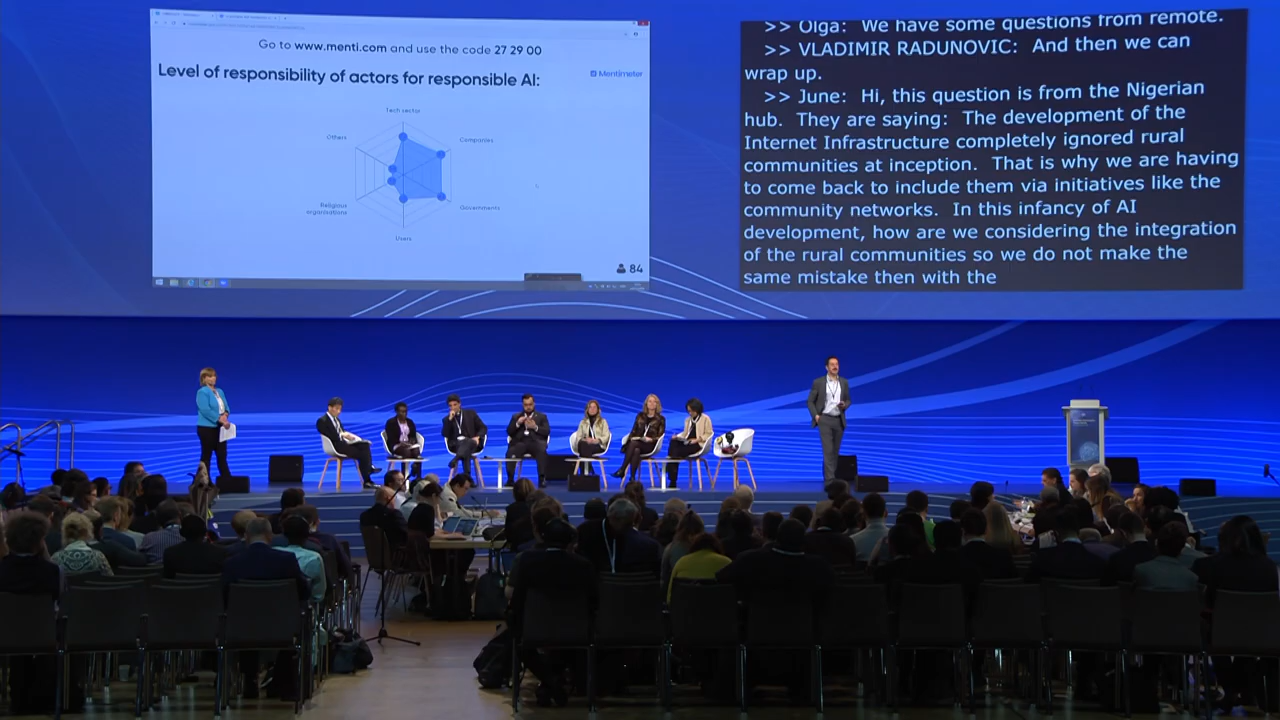 Go to www.menti.com and use the code 27 29 00
Level of responsibility of actors for responsible AI:
Mentimeter
Tech sector
Others
Companies
Religious
organisations
Governments
Users
84
>> Olga: We have some questions from remote.
>> VLADIMIR RADUNOVIC: And then we can
wrap up.
>> June: Hi, this question is from the Nigerian
hub. They are saying: The development of the
Internet Infrastructure completely ignored rural
communities at inception. That is why we are having
to come back to include them via initiatives like the
community networks. In this infancy of AI
development, how are we considering the integration
of the rural communities so we do not make the
same mistake then with the